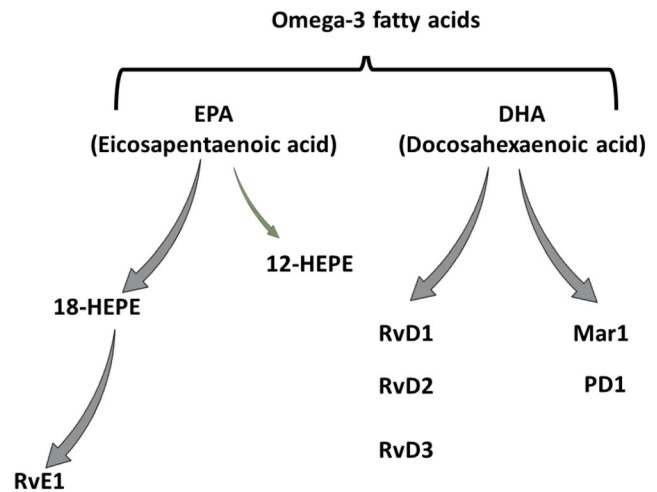 Omega-3 fatty acids
EPA
(Eicosapentaenoic acid)
DHA
(Docosahexaenoic acid)
12-HEPE
18-HEPE
RvE1
RvD1
RvD2
RvD3
Mar1
PD1